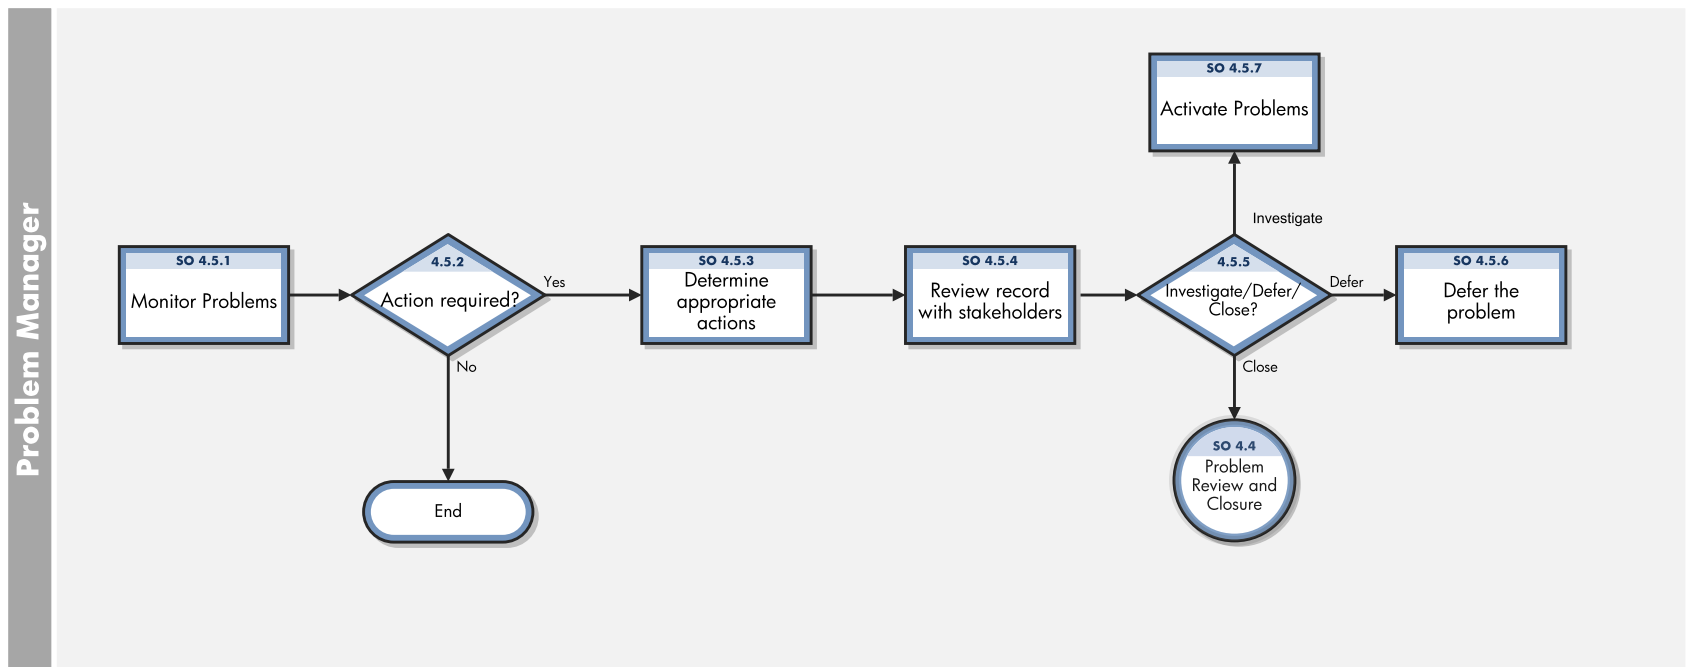 Problem Manager
SO 4.5.1
Monitor Problems
4.5.2
Action required?
Yes
No
End
SO 4.5.3
Determine
appropriate
actions
SO 4.5.4
Review record
with stakeholders
4.5.5
Investigate/Defer/
Close?
Investigate
SO 4.5.7
Activate Problems
Defer
SO 4.5.6
Defer the
problem
Close
SO 4.4
Problem
Review and
Closure